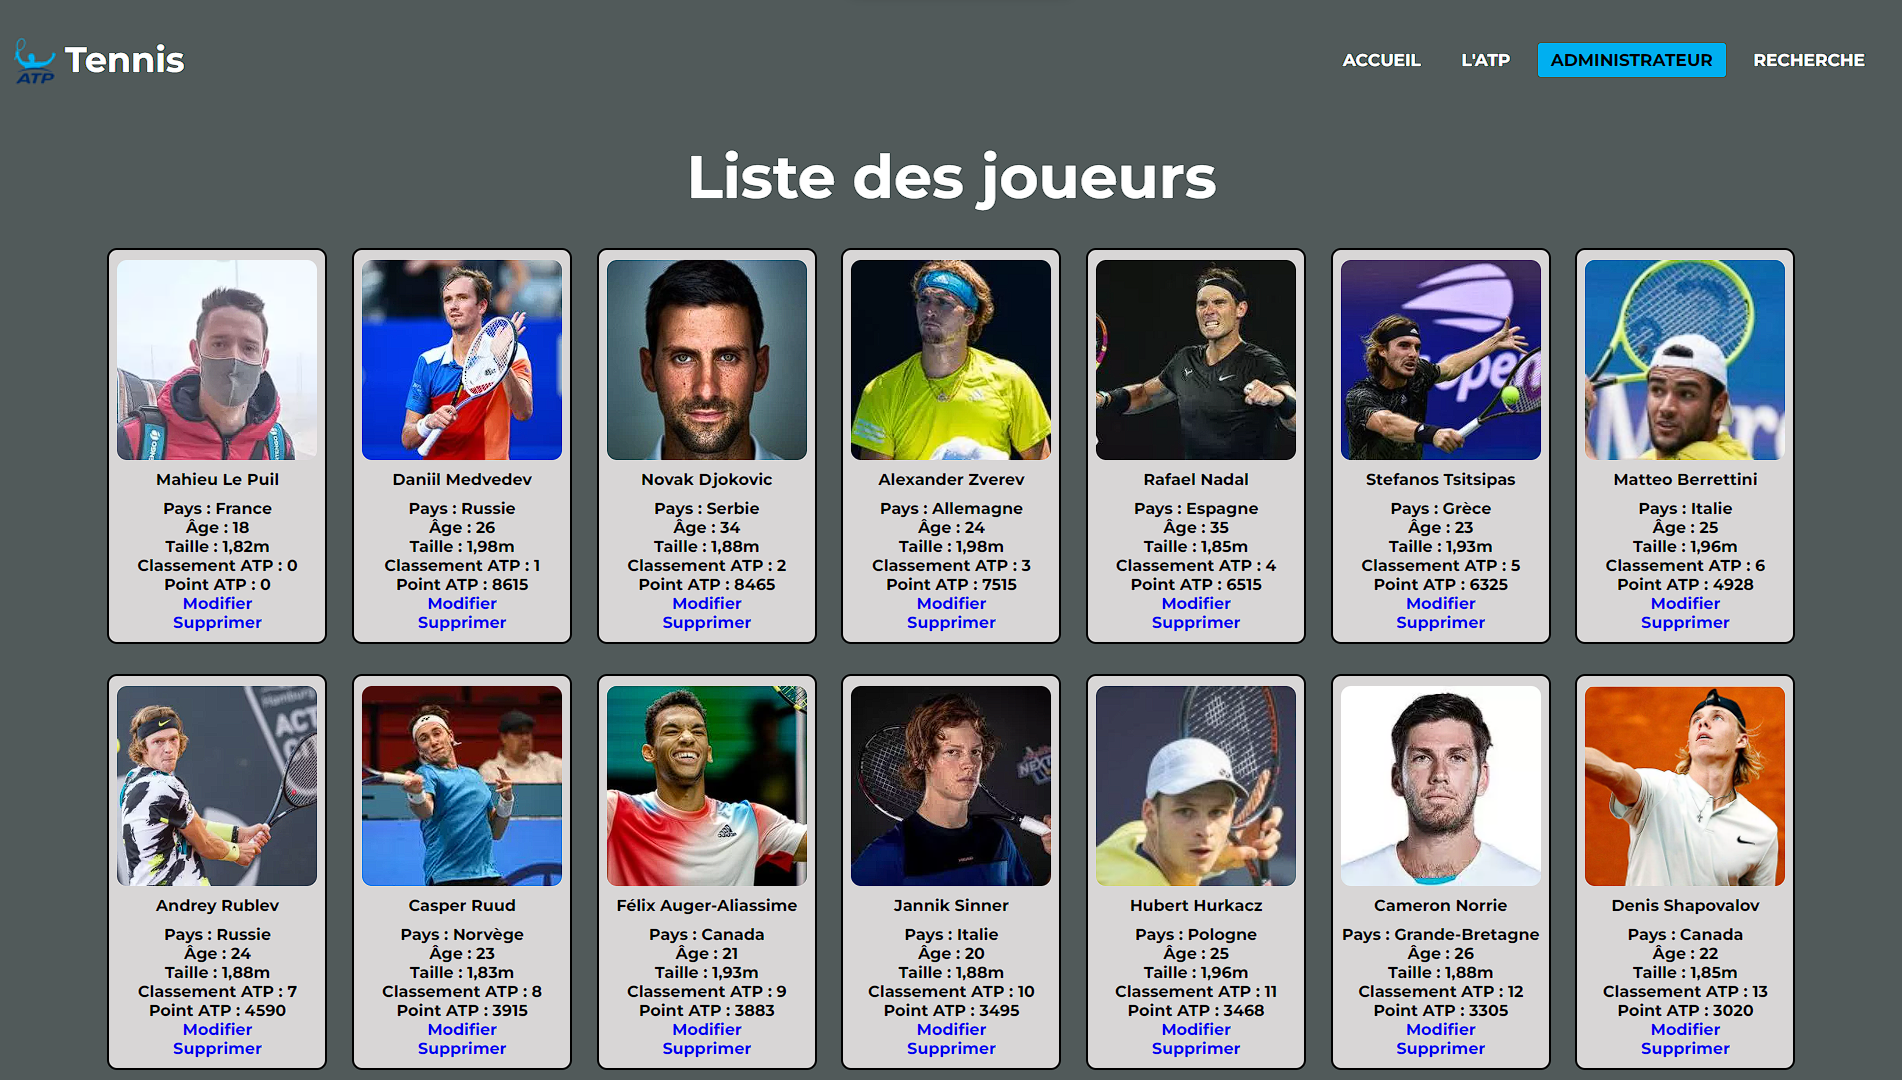 ATP
Tennis
ACCUEIL
L'ATP
ADMINISTRATEUR
RECHERCHE
Liste des joueurs
Mahieu Le Puil
Pays : France
Âge : 18
Taille : 1,82m
Classement ATP : 0
Point ATP : 0
Modifier
Supprimer
Daniil Medvedev
Pays : Russie
Âge : 26
Taille : 1,98m
Classement ATP : 1
Point ATP : 8615
Modifier
Supprimer
Novak Djokovic
Pays : Serbie
Âge : 34
Taille : 1,88m
Classement ATP : 2
Point ATP : 8465
Modifier
Supprimer
Alexander Zverev
Pays : Allemagne
Âge : 24
Taille : 1,98m
Classement ATP : 3
Point ATP : 7515
Modifier
Supprimer
Rafael Nadal
Pays : Espagne
Âge : 35
Taille : 1,85m
Classement ATP : 4
Point ATP : 6515
Modifier
Supprimer
open
Stefanos Tsitsipas
Pays : Grèce
Âge : 23
Taille : 1,93m
Classement ATP : 5
Point ATP : 6325
Modifier
Supprimer
Matteo Berrettini
Pays : Italie
Âge : 25
Taille : 1,96m
Classement ATP : 6
Point ATP : 4928
Modifier
Supprimer
ACT
Andrey Rublev
Pays : Russie
Âge : 24
Taille : 1,88m
Classement ATP : 7
Point ATP : 4590
Modifier
Supprimer
Casper Ruud
Pays : Norvège
Âge : 23
Taille : 1,83m
Classement ATP : 8
Point ATP : 3915
Modifier
Supprimer
Félix Auger-Aliassime
Pays : Canada
Âge : 21
Taille : 1,93m
Classement ATP : 9
Point ATP : 3883
Modifier
Supprimer
NEXT
Jannik Sinner
Pays : Italie
Âge : 20
Taille : 1,88m
Classement ATP : 10
Point ATP : 3495
Modifier
Supprimer
Hubert Hurkacz
Pays : Pologne
Âge : 25
Taille : 1,96m
Classement ATP : 11
Point ATP : 3468
Modifier
Supprimer
Cameron Norrie
Pays : Grande-Bretagne
Âge : 26
Taille : 1,88m
Classement ATP : 12
Point ATP : 3305
Modifier
Supprimer
Denis Shapovalov
Pays : Canada
Âge : 22
Taille : 1,85m
Classement ATP : 13
Point ATP : 3020
Modifier
Supprimer